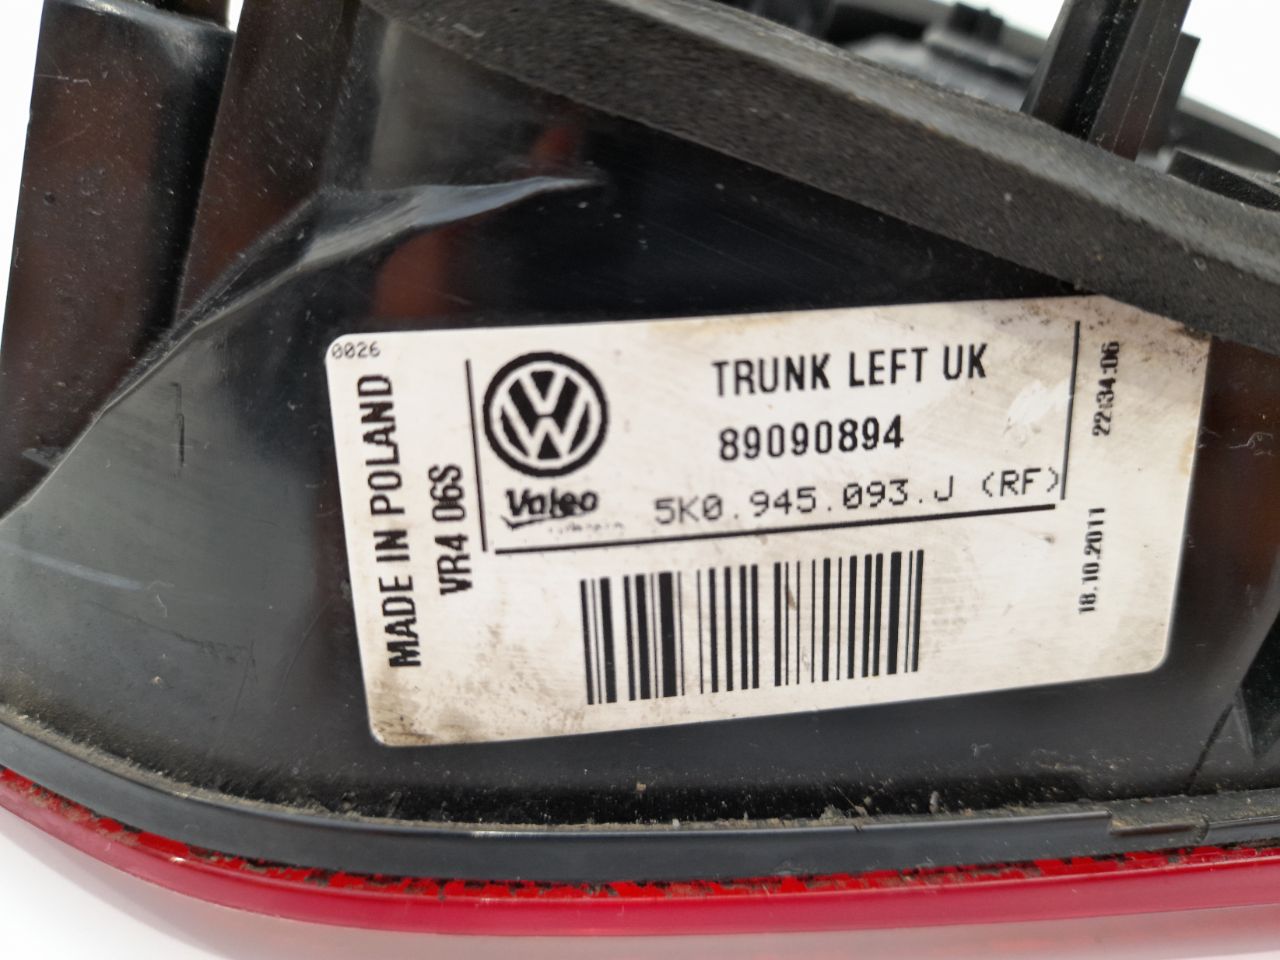 0026
MADE IN POLAND
VR4 06S
Valeo
TRUNK LEFT UK
89090894
5K0.945.093.J (RF)
22:34:06
18.10.2011